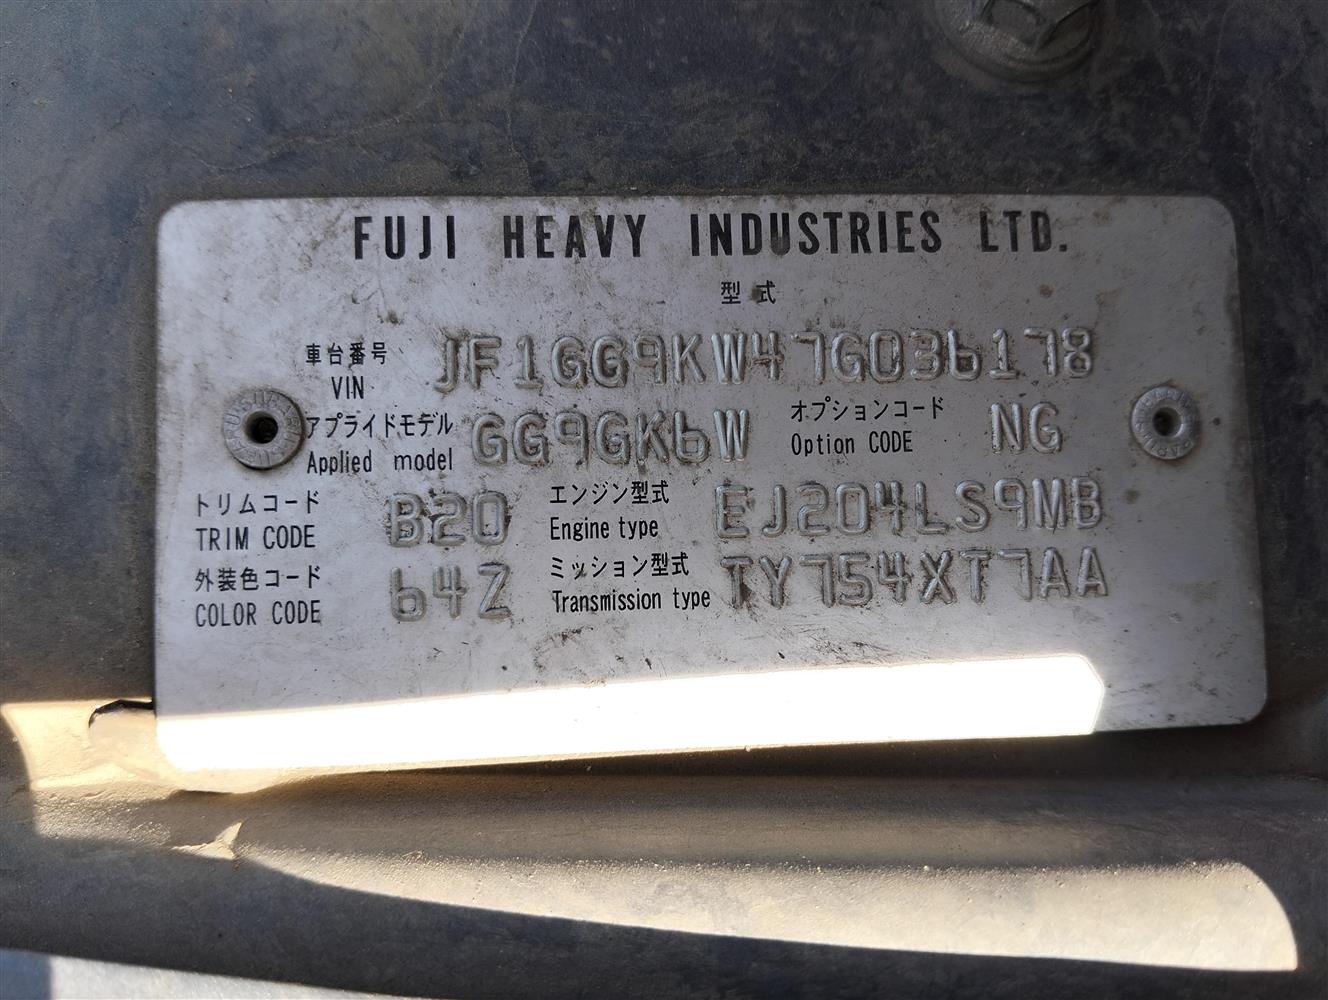 FUJI HEAVY INDUSTRIES LTD.
型式
車台番号 JF1GG9KW47G036178
VIN
アプライドモデル GG9GK6W オプションコード NG
Applied model Option CODE
トリムコード B20 エンジン型式 EJ204LS9MB
TRIM CODE Engine type
外装色コード 64Z ミッション型式 TY754XT7AA
COLOR CODE Transmission type